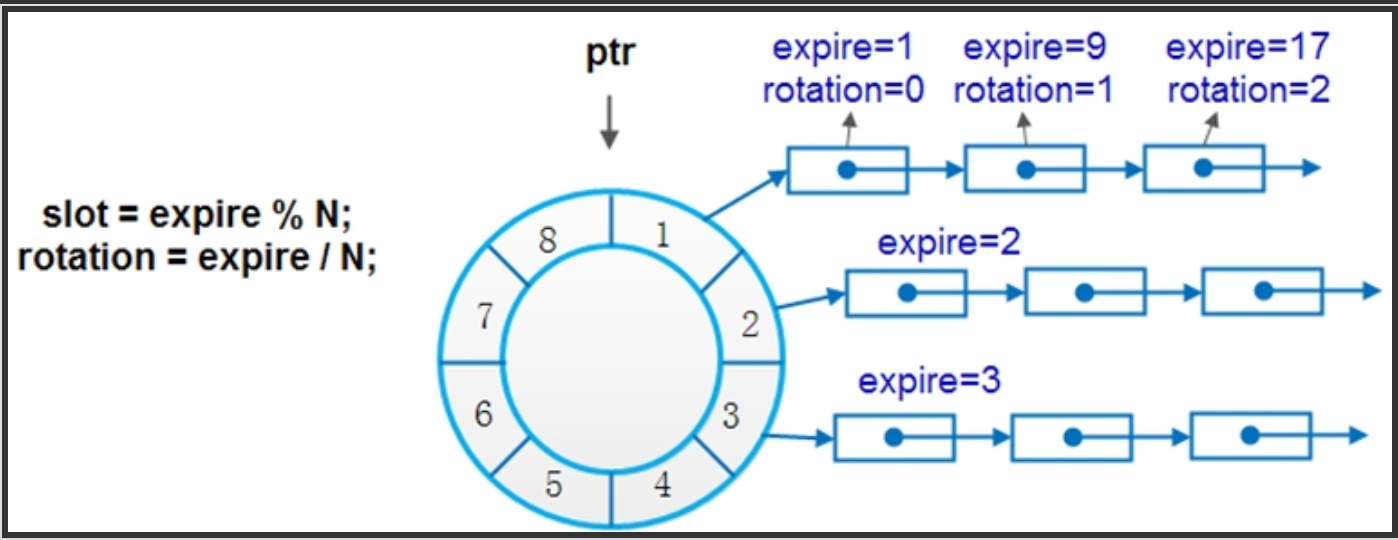 ptr
expire=1
rotation=0
expire=9
rotation=1
expire=17
rotation=2
slot = expire % N;
rotation = expire / N;
8
1
7
2
6
3
5
4
expire=2
expire=3